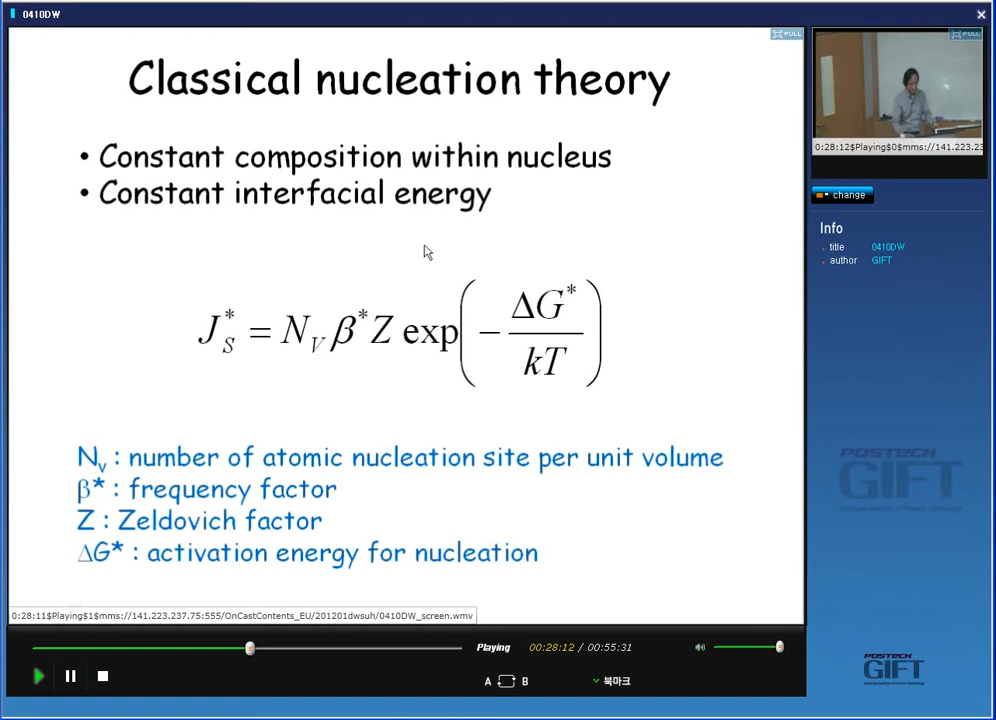 0410DW
FULL
Classical nucleation theory
• Constant composition within nucleus
• Constant interfacial energy
J*S = NV β* Z exp(− ΔG* / kT)
Nv : number of atomic nucleation site per unit volume
β* : frequency factor
Z : Zeldovich factor
ΔG* : activation energy for nucleation
0:28:11$Playing$1$mms://141.223.237.75:555/OnCastContents_EU/201201dwsuh/0410DW_screen.wmv
Playing 00:28:12 / 00:55:31
A B 북마크
FULL
0:28:12$Playing$0$mms://141.223.23
change
Info
title 0410DW
author GIFT
POSTECH
GIFT
POSTECH
GIFT